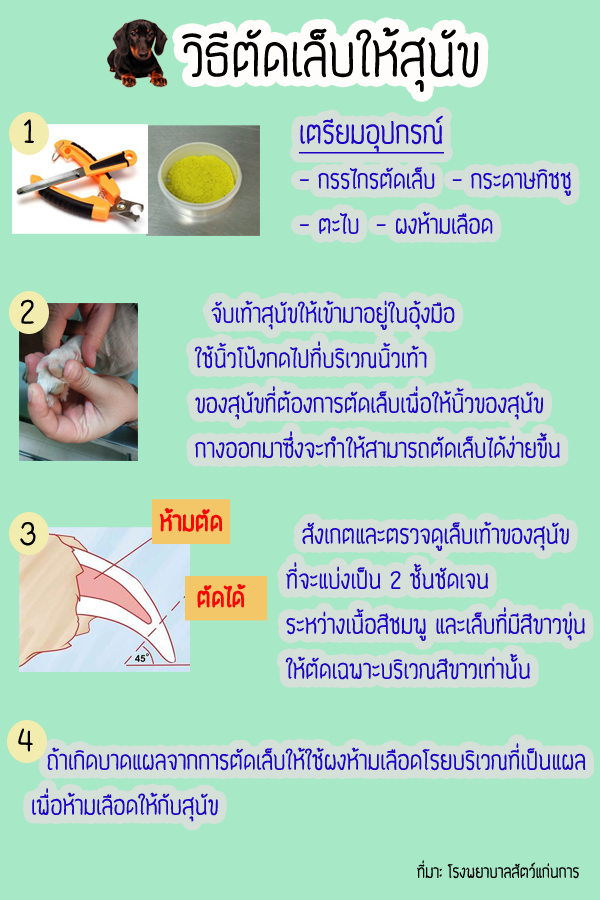 วิธีตัดเล็บให้สุนัข
1
เตรียมอุปกรณ์
- กรรไกรตัดเล็บ - กระดาษทิชชู
- ตะไบ - ผงห้ามเลือด
2
จับเท้าสุนัขให้เข้ามาอยู่ในอุ้งมือ
ใช้นิ้วโป้งกดไปที่บริเวณนิ้วเท้า
ของสุนัขที่ต้องการตัดเล็บเพื่อให้นิ้วของสุนัข
กางออกมาซึ่งจะทำให้สามารถตัดเล็บได้ง่ายขึ้น
3
ห้ามตัด
ตัดได้
45°
สังเกตและตรวจดูเล็บเท้าของสุนัข
ที่จะแบ่งเป็น 2 ชั้นชัดเจน
ระหว่างเนื้อสีชมพู และเล็บที่มีสีขาวขุ่น
ให้ตัดเฉพาะบริเวณสีขาวเท่านั้น
4
ถ้าเกิดบาดแผลจากการตัดเล็บให้ใช้ผงห้ามเลือดโรยบริเวณที่เป็นแผล
เพื่อห้ามเลือดให้กับสุนัข
ที่มา: โรงพยาบาลสัตว์แก่นการ